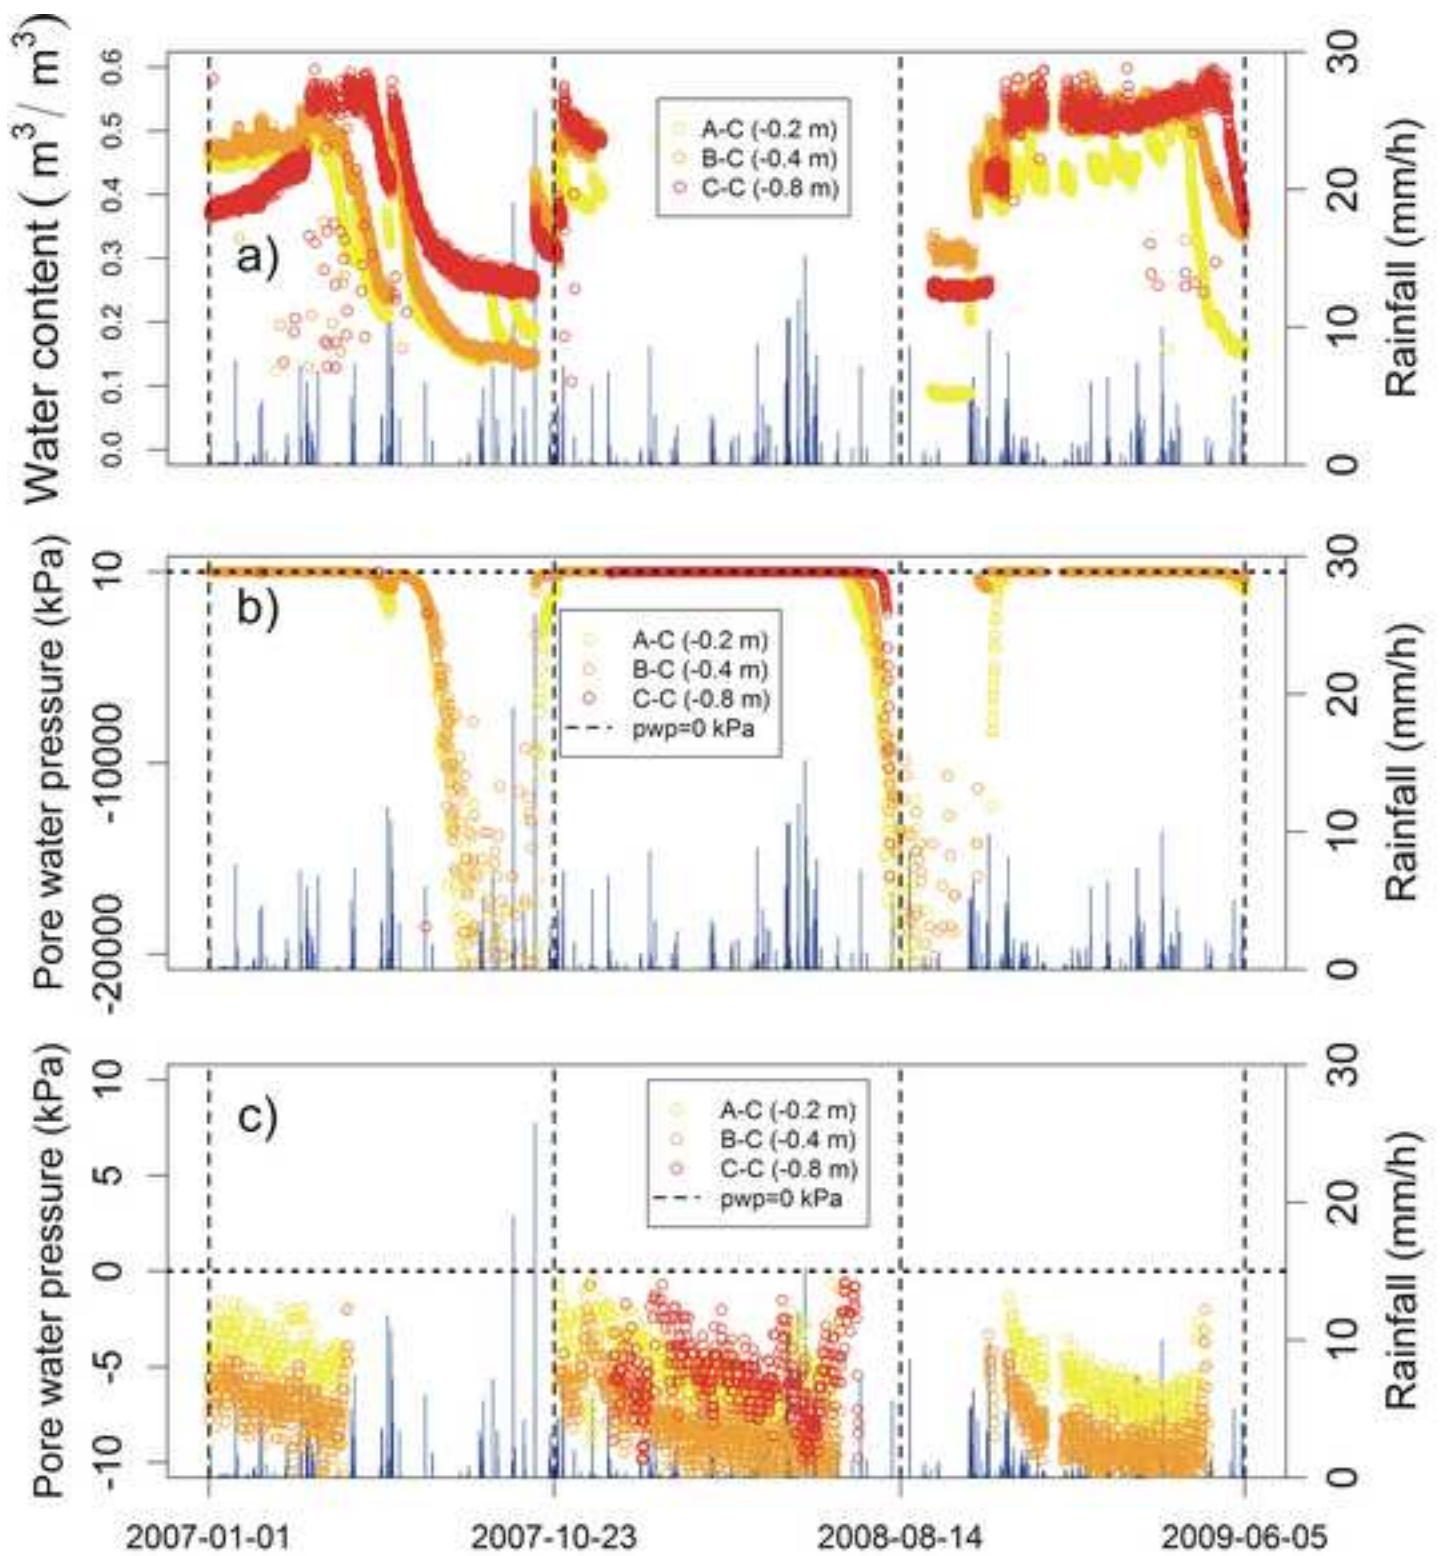 Water content ( m³ / m³)
0.0 0.1 0.2 0.3 0.4 0.5 0.6
a)
A-C (-0.2 m)
B-C (-0.4 m)
C-C (-0.8 m)
0 10 20 30
Rainfall (mm/h)
Pore water pressure (kPa)
-20000 -10000 10
b)
A-C (-0.2 m)
B-C (-0.4 m)
C-C (-0.8 m)
pwp=0 kPa
0 10 20 30
Rainfall (mm/h)
Pore water pressure (kPa)
-10 -5 0 5 10
c)
A-C (-0.2 m)
B-C (-0.4 m)
C-C (-0.8 m)
pwp=0 kPa
0 10 20 30
Rainfall (mm/h)
2007-01-01 2007-10-23 2008-08-14 2009-06-05